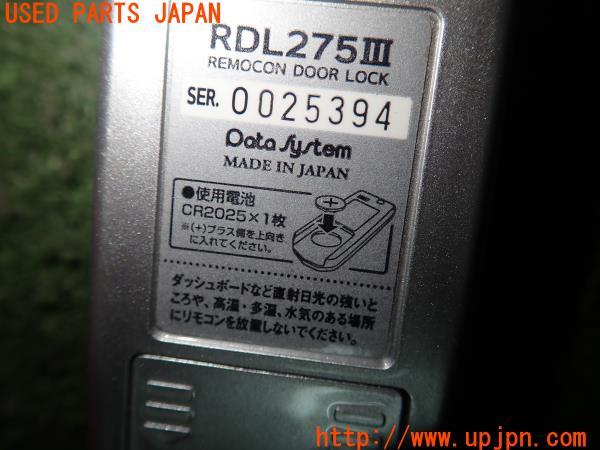 USED PARTS JAPAN
RDL275Ⅲ
REMOCON DOOR LOCK
SER. 0025394
Data System
MADE IN JAPAN
●使用電池
CR2025×1枚
※(+)プラス側を上向き
に入れてください。
ダッシュボードなど直射日光の強いと
ころや、高温・多湿、水気のある場所
にリモコンを放置しないでください。
http://www.upjpn.com/